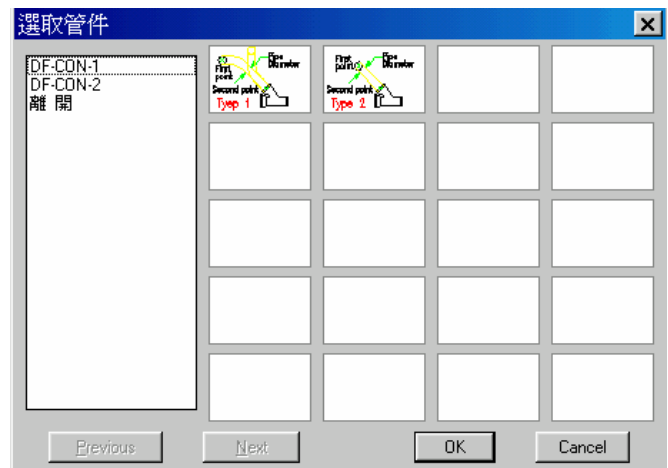 選取管件
DF-CON-1
DF-CON-2
離 開
First
point
Pipe
Diameter
Second point
Tyep 1
First
point
Pipe
Diameter
Second point
Type 2
Previous
Next
OK
Cancel